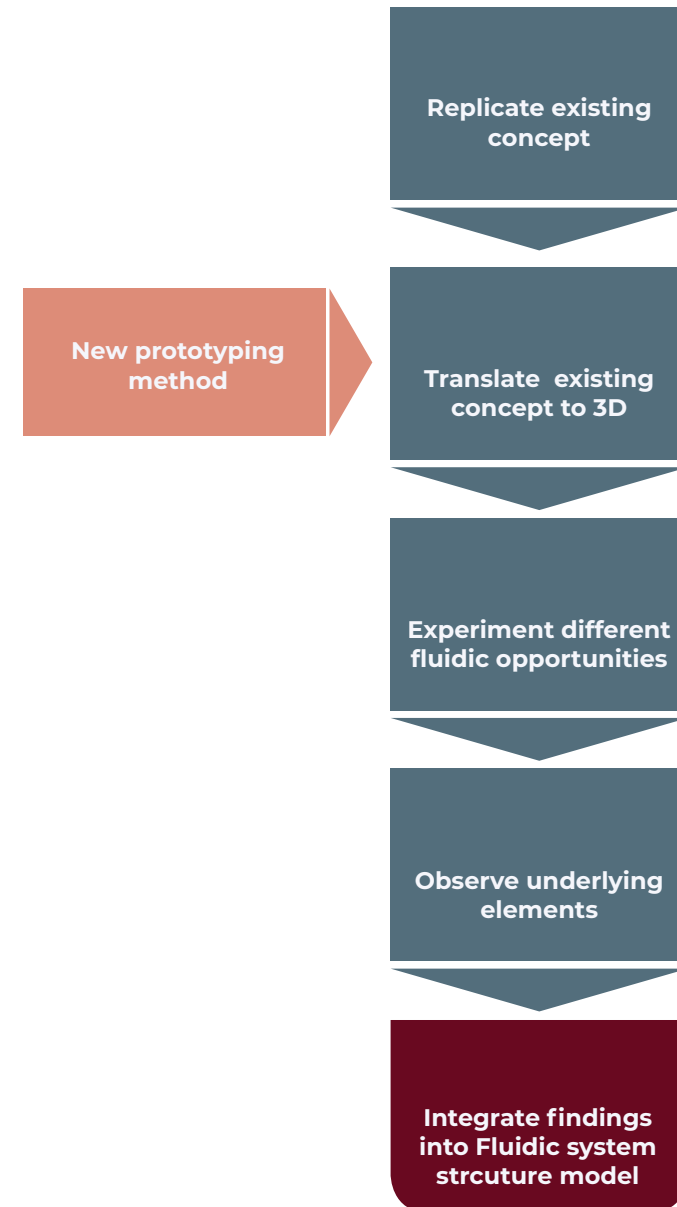 Replicate existing
concept
New prototyping
method
Translate  existing
concept to 3D
Experiment different
fluidic opportunities
Observe underlying
elements
Integrate findings
into Fluidic system
strcuture model